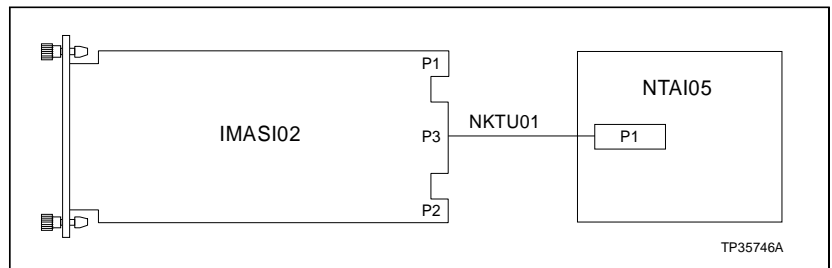 P1
IMASI02
P3
NKTU01
P2
NTAI05
P1
TP35746A